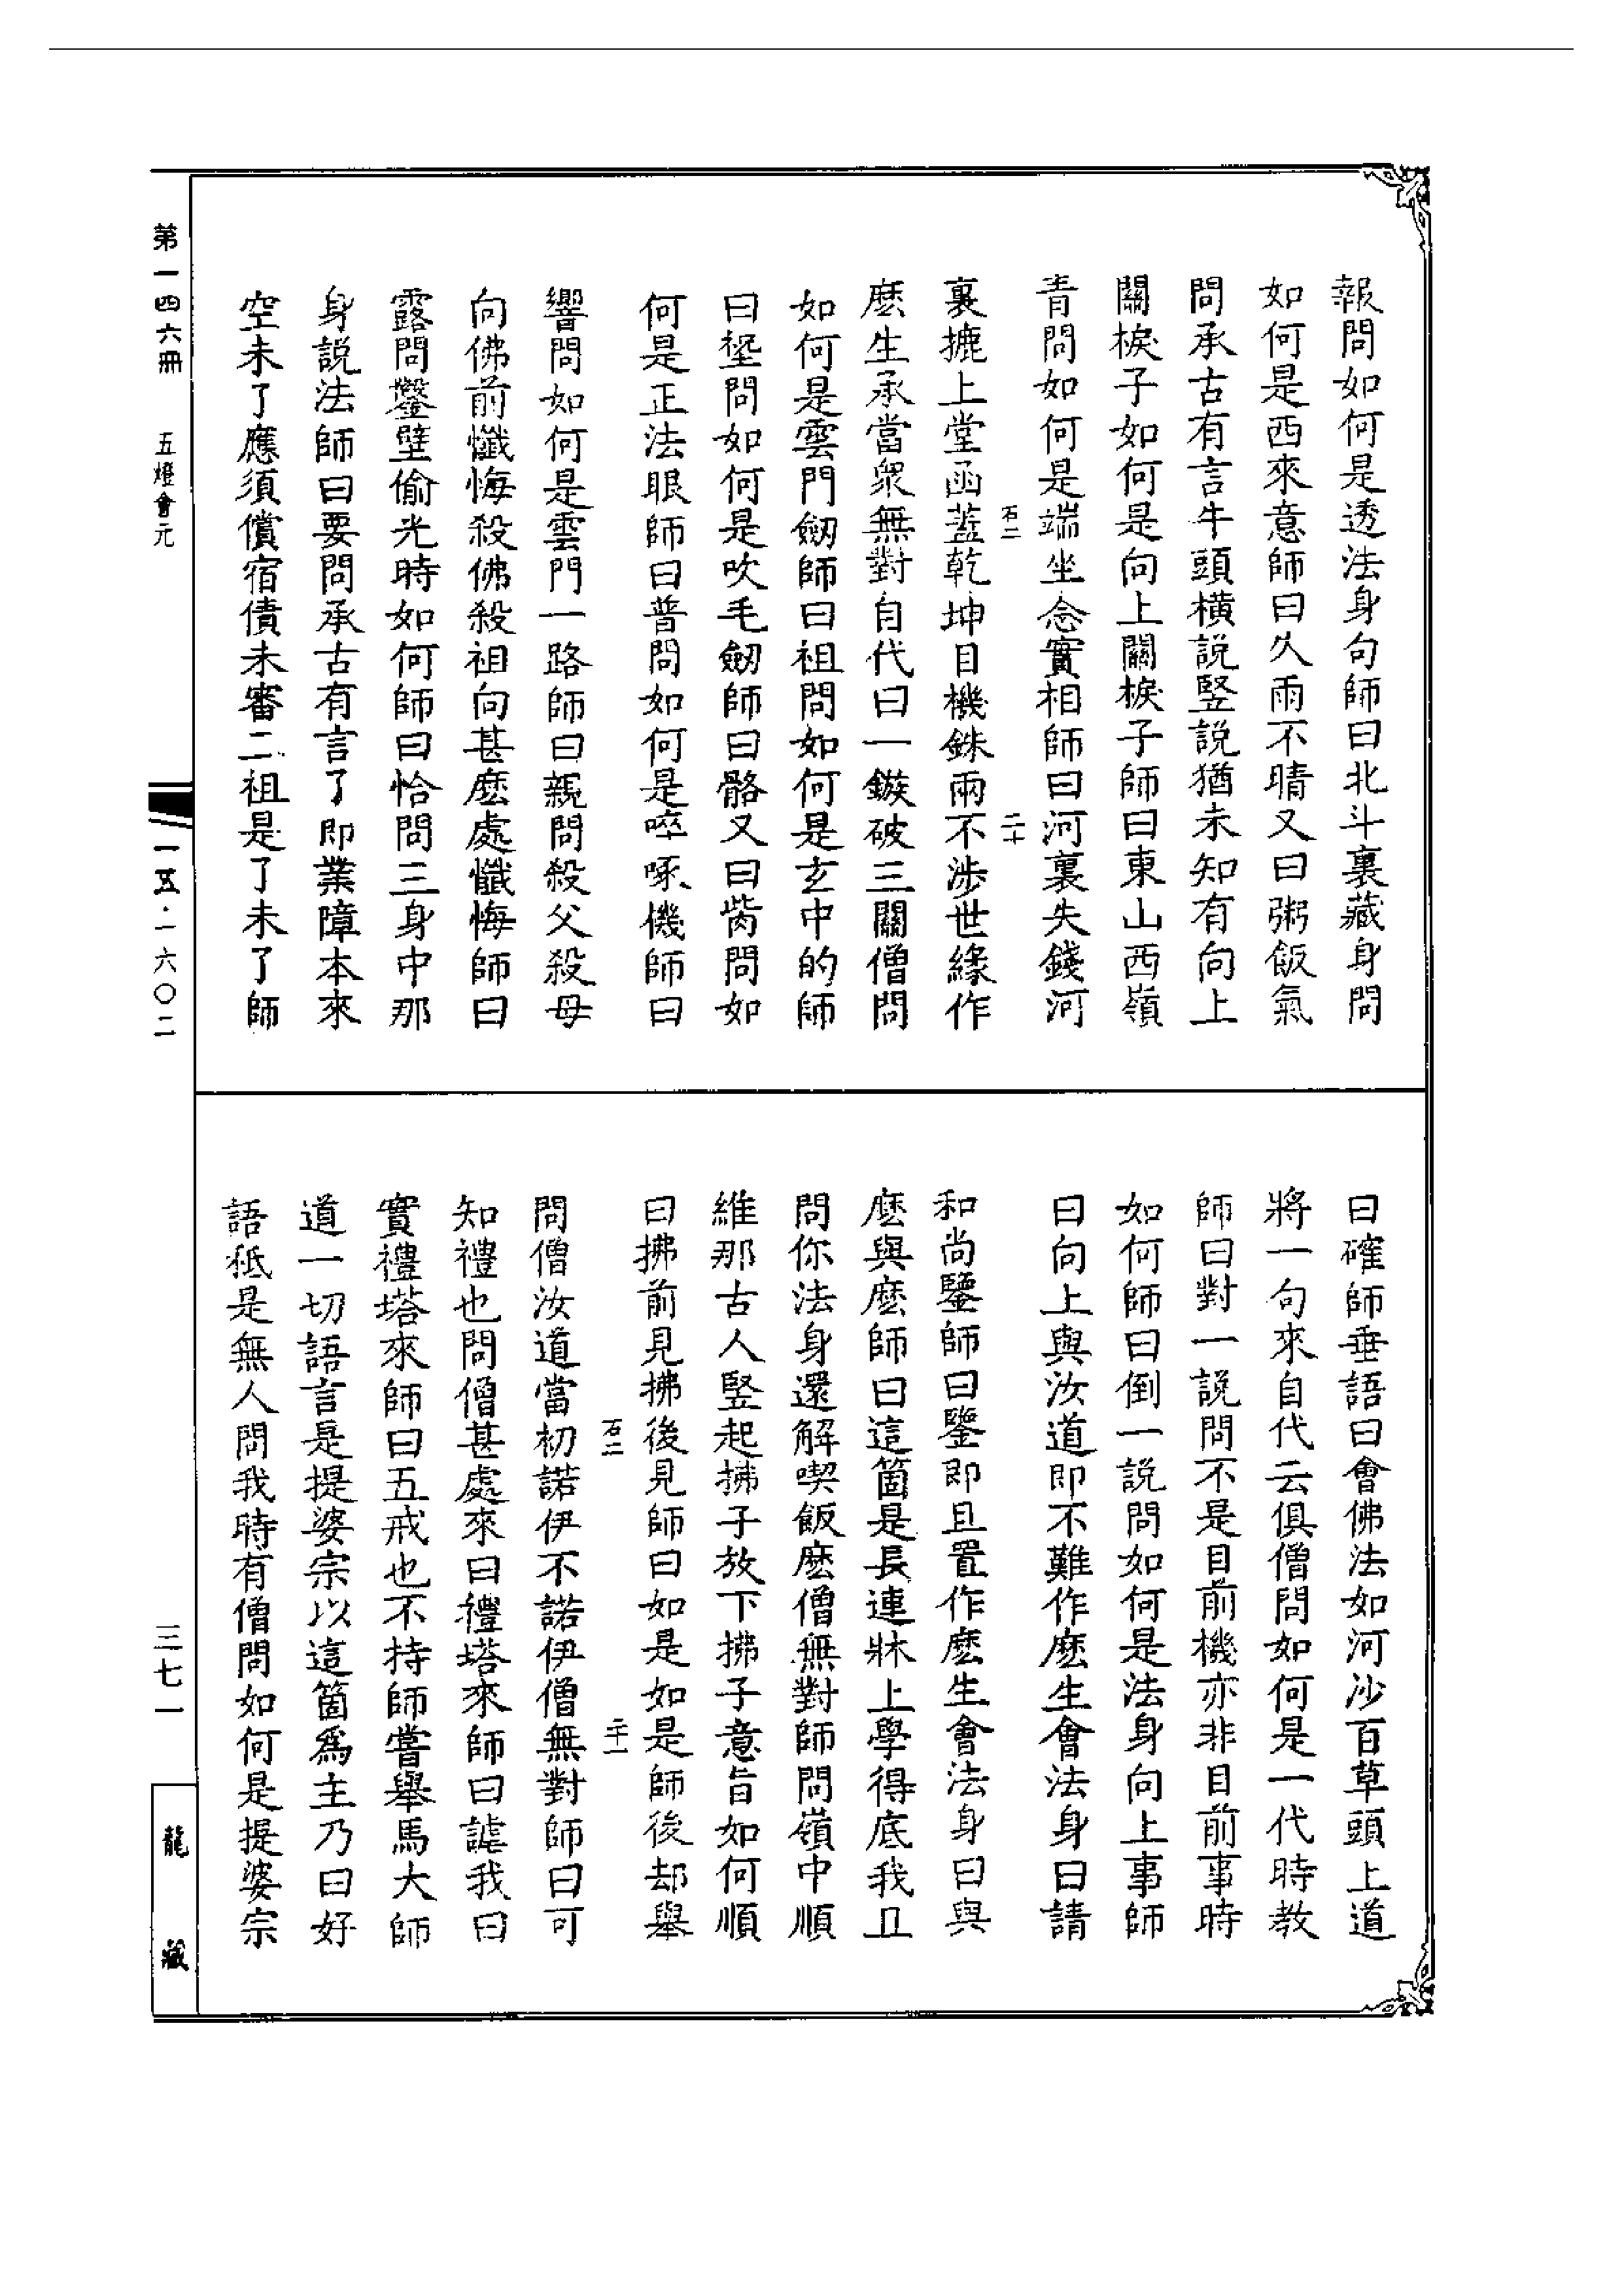 報問如何是透法身句師曰北斗裏藏身問
如何是西來意師曰久雨不晴又曰粥飯氣
問承古有言牛頭橫説竪説猶未知有向上
關棙子如何是向上關棙子師曰東山西嶺
青問如何是端坐念實相師曰河裏失錢河
石二 二十
裏摝上堂函葢乾坤目機銖兩不涉世緣作
麽生承當衆無對自代曰一鏃破三關僧問
如何是雲門劒師曰祖問如何是玄中的師
曰堥問如何是吹毛劒師曰骼又曰胔問如
何是正法眼師曰普問如何是啐啄機師曰
響問如何是雲門一路師曰親問殺父殺母
向佛前懺悔殺佛殺祖向甚麽處懺悔師曰
露問鑿壁偷光時如何師曰恰問三身中那
身説法師曰要問承古有言了即業障本來
空未了應須償宿債未審二祖是了未了師
曰確師垂語曰會佛法如河沙百草頭上道
將一句來自代云俱僧問如何是一代時教
師曰對一説問不是目前機亦非目前事時
如何師曰倒一説問如何是法身向上事師
曰向上與汝道即不難作麽生會法身曰請
和尚鑒師曰鑒即且置作麽生會法身曰與
麽與麽師曰這箇是長連牀上學得底我且
問你法身還解喫飯麽僧無對師問嶺中順
維那古人竪起拂子放下拂子意旨如何順
曰拂前見拂後見師曰如是如是師後却舉
石二 二十一
問僧汝道當初諾伊不諾伊僧無對師曰可
知禮也問僧甚處來曰禮塔來師曰謔我曰
實禮塔來師曰五戒也不持師嘗舉馬大師
道一切語言是提婆宗以這箇爲主乃曰好
語秪是無人問我時有僧問如何是提婆宗
第一四六冊 五燈會元
一五·一六〇二
三七一
龍藏